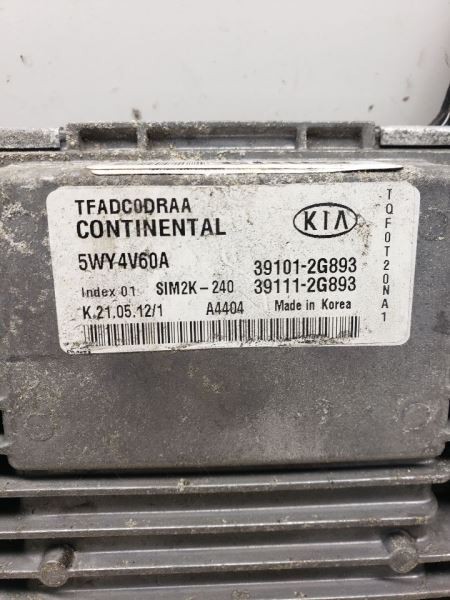 TFADC0DRAA
CONTINENTAL
KIA
5WY4V60A 39101-2G893
Index 01 SIM2K-240 39111-2G893
K.21.05.12/1 A4404 Made in Korea
TQF0T20NA1